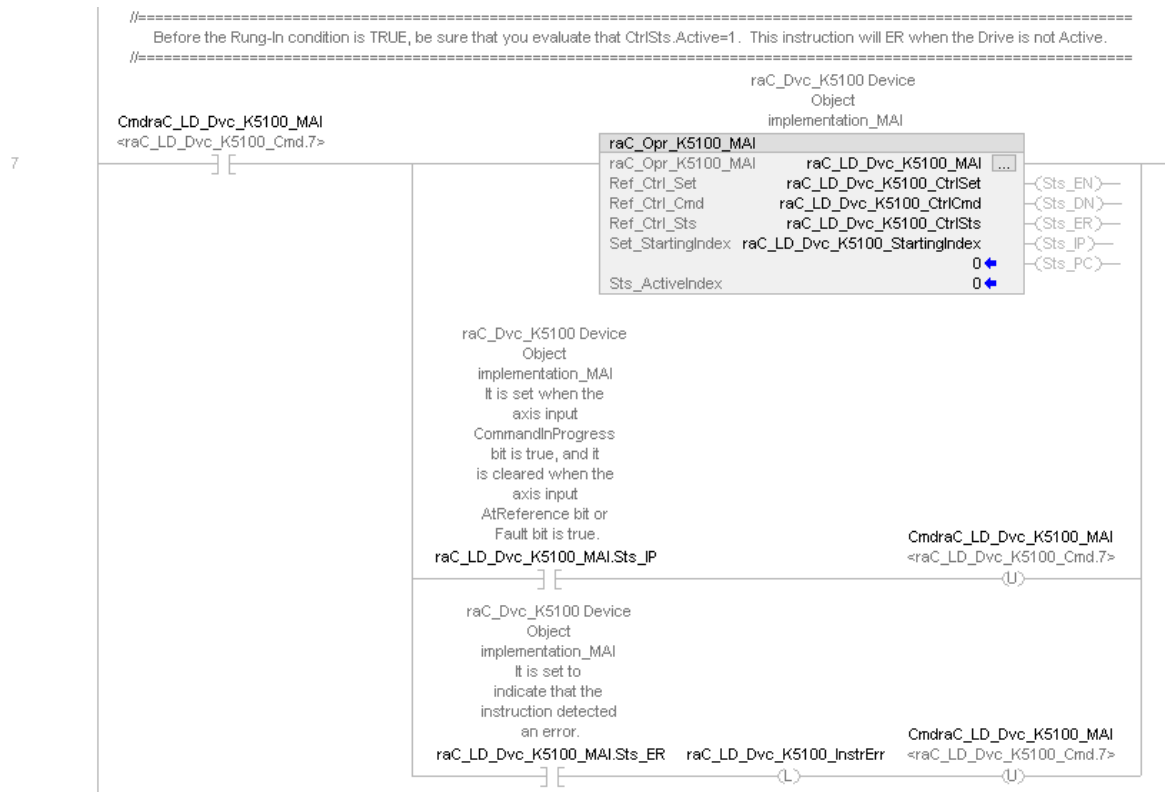 //==============================================================================
Before the Rung-In condition is TRUE, be sure that you evaluate that CtrlSts.Active=1. This instruction will ER when the Drive is not Active.
//==============================================================================
raC_Dvc_K5100 Device
Object
implementation_MAI
CmdraC_LD_Dvc_K5100_MAI
<raC_LD_Dvc_K5100_Cmd.7>
7
raC_Opr_K5100_MAI
raC_Opr_K5100_MAI raC_LD_Dvc_K5100_MAI ...
Ref_Ctrl_Set raC_LD_Dvc_K5100_CtrlSet (Sts_EN)
Ref_Ctrl_Cmd raC_LD_Dvc_K5100_CtrlCmd (Sts_DN)
Ref_Ctrl_Sts raC_LD_Dvc_K5100_CtrlSts (Sts_ER)
Set_StartingIndex raC_LD_Dvc_K5100_StartingIndex (Sts_IP)
0 (Sts_PC)
Sts_ActiveIndex 0
raC_Dvc_K5100 Device
Object
implementation_MAI
It is set when the
axis input
CommandInProgress
bit is true, and it
is cleared when the
axis input
AtReference bit or
Fault bit is true.
raC_LD_Dvc_K5100_MAI.Sts_IP
CmdraC_LD_Dvc_K5100_MAI
<raC_LD_Dvc_K5100_Cmd.7>
(U)
raC_Dvc_K5100 Device
Object
implementation_MAI
It is set to
indicate that the
instruction detected
an error.
raC_LD_Dvc_K5100_MAI.Sts_ER
raC_LD_Dvc_K5100_InstrErr
(L)
CmdraC_LD_Dvc_K5100_MAI
<raC_LD_Dvc_K5100_Cmd.7>
(U)